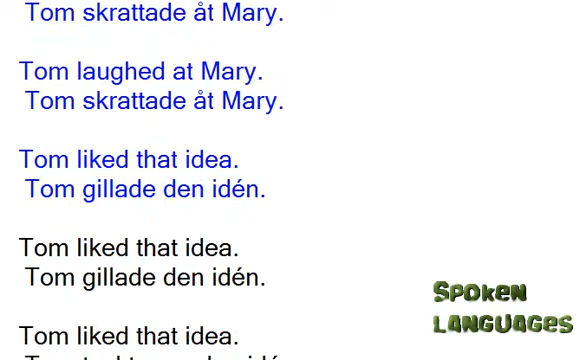 Tom skrattade åt Mary.
Tom laughed at Mary.
Tom skrattade åt Mary.
Tom liked that idea.
Tom gillade den idén.
Tom liked that idea.
Tom gillade den idén.
Tom liked that idea.
SPOKEN
LANGUAGES